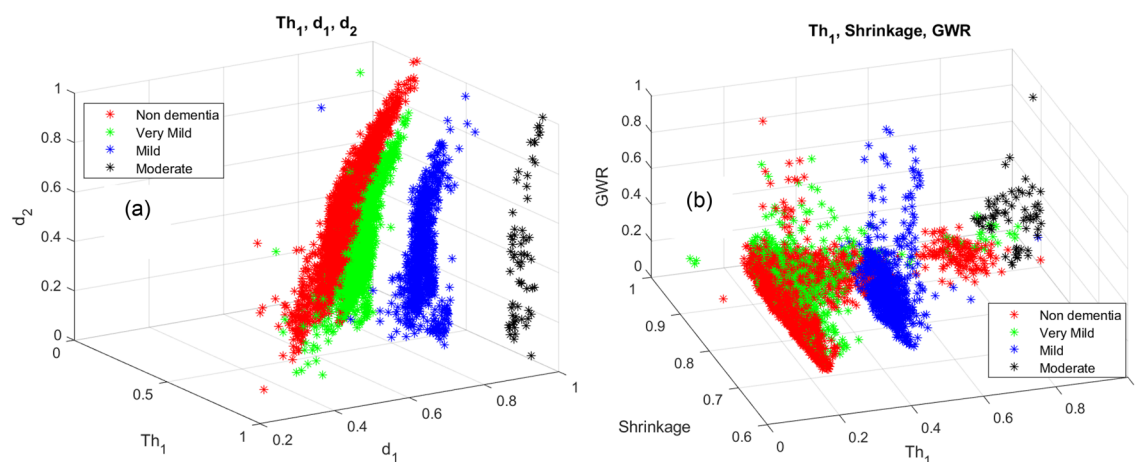 Th1, d1, d2
1
0.8
0.6
0.4
0.2
0
d2
Non dementia
Very Mild
Mild
Moderate
(a)
0
0.5
1
Th1
0.2
0.4
0.6
0.8
1
d1
Th1, Shrinkage, GWR
1
0.8
0.6
0.4
0.2
0
GWR
(b)
1
0.9
0.8
0.7
0.6
Shrinkage
0
0.2
0.4
0.6
0.8
Th1
Non dementia
Very Mild
Mild
Moderate